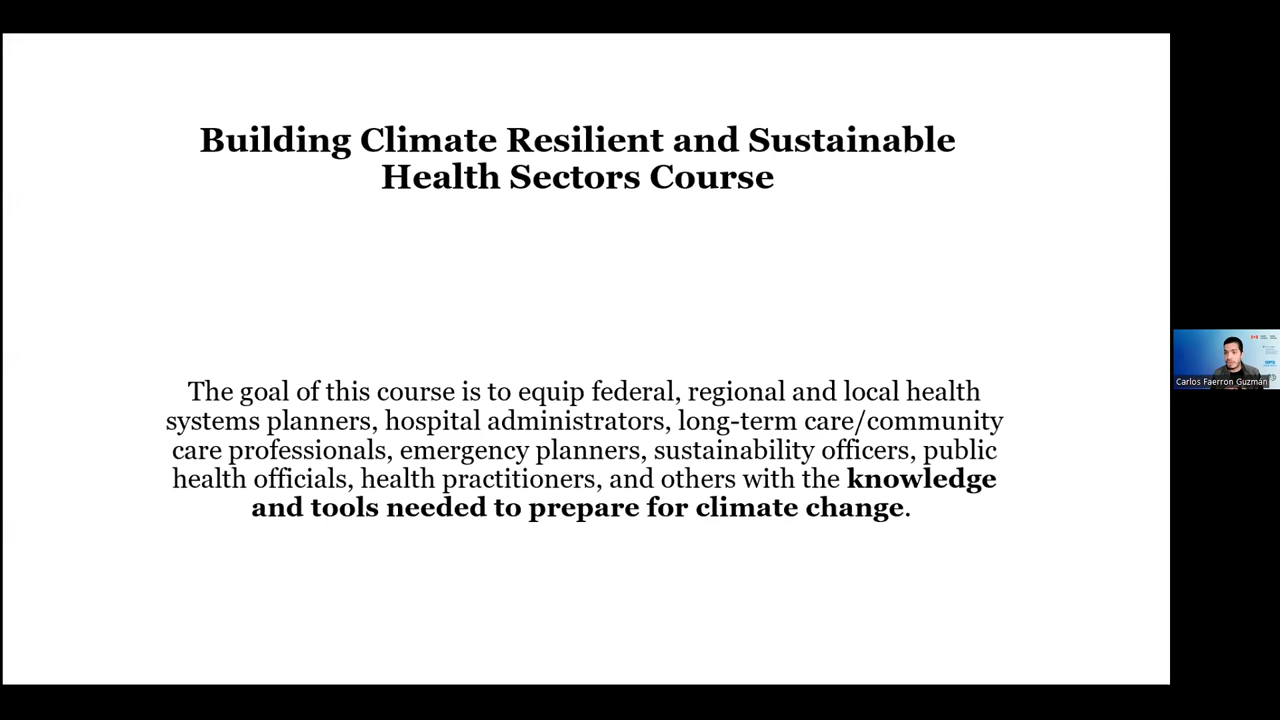 Building Climate Resilient and Sustainable
Health Sectors Course
The goal of this course is to equip federal, regional and local health
systems planners, hospital administrators, long-term care/community
care professionals, emergency planners, sustainability officers, public
health officials, health practitioners, and others with the knowledge
and tools needed to prepare for climate change.
Carlos Faerron Guzmán